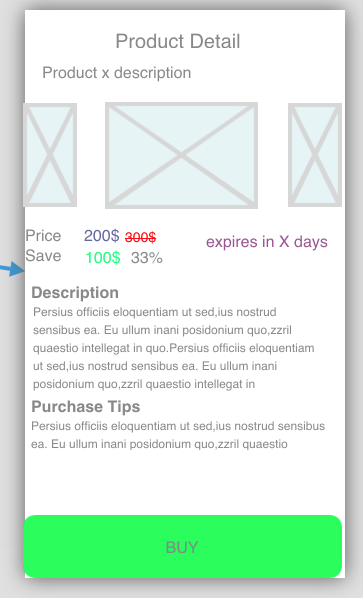 Product Detail
Product x description
Price 200$ 300$ expires in X days
Save 100$ 33%
Description
Persius officiis eloquentiam ut sed,ius nostrud
sensibus ea. Eu ullum inani posidonium quo,zzril
quaestio intellegat in quo.Persius officiis eloquentiam
ut sed,ius nostrud sensibus ea. Eu ullum inani
posidonium quo,zzril quaestio intellegat in
Purchase Tips
Persius officiis eloquentiam ut sed,ius nostrud sensibus
ea. Eu ullum inani posidonium quo,zzril quaestio
BUY